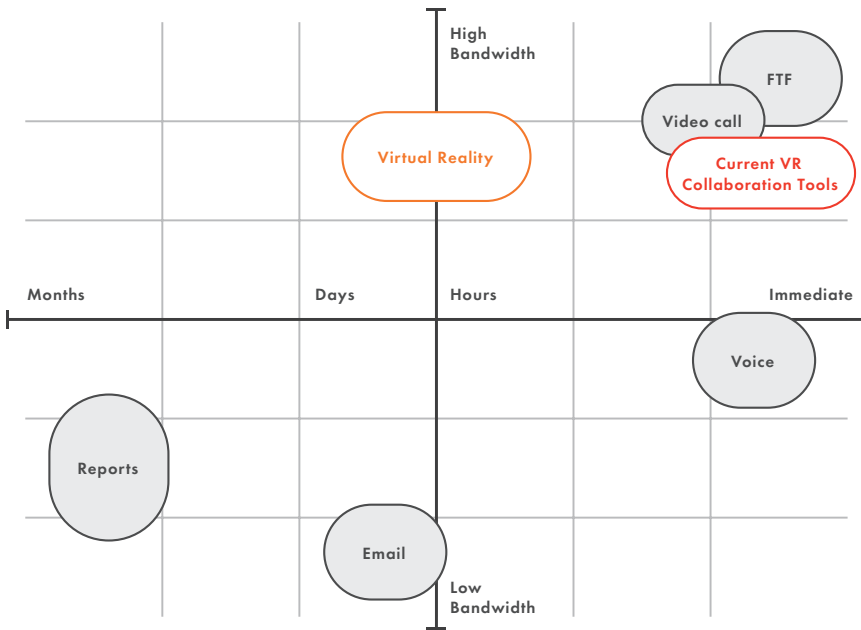 High
Bandwidth
FTF
Video call
Virtual Reality
Current VR
Collaboration Tools
Months
Days
Hours
Immediate
Voice
Reports
Email
Low
Bandwidth